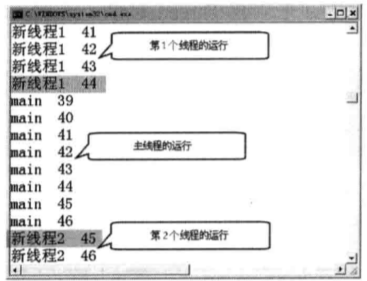 C:\WINDOWS\system32\cmd.exe
新线程1 41
新线程1 42
第1个线程的运行
新线程1 43
新线程1 44
main 39
main 40
main 41
main 42
主线程的运行
main 43
main 44
main 45
main 46
新线程2 45
第2个线程的运行
新线程2 46